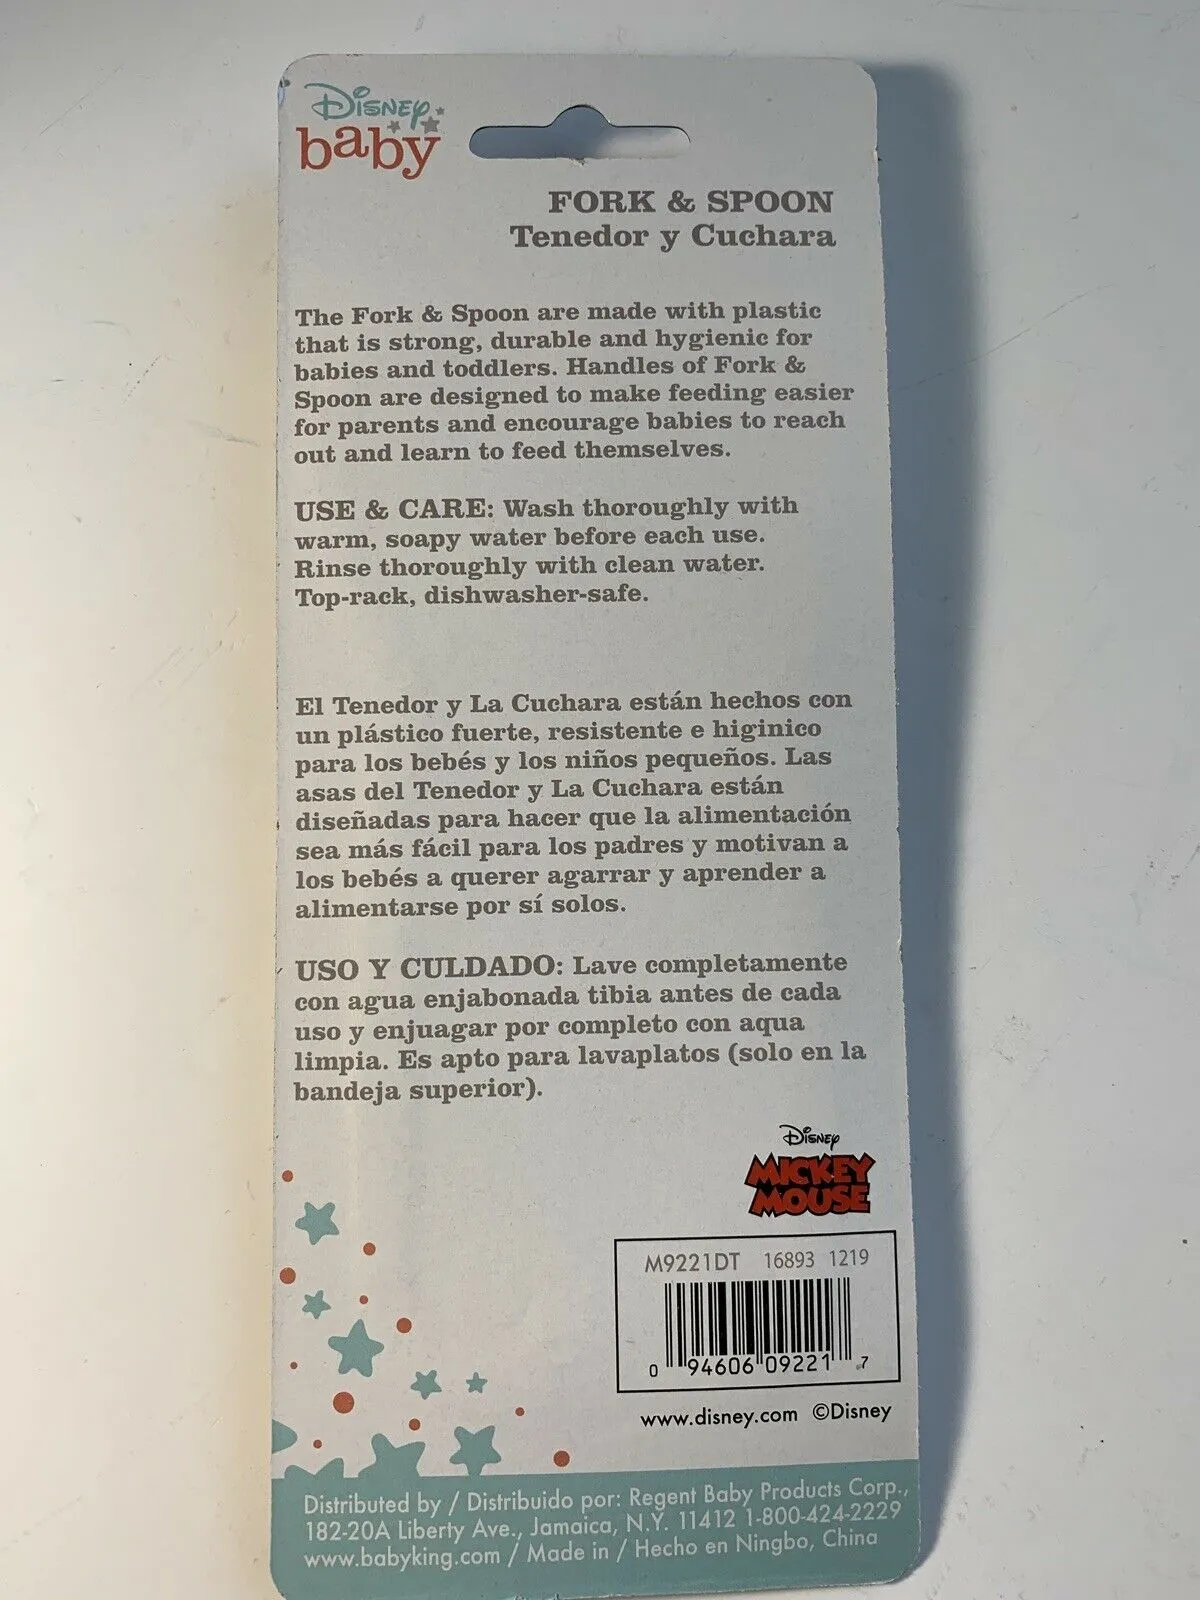 Disney
baby
FORK & SPOON
Tenedor y Cuchara
The Fork & Spoon are made with plastic
that is strong, durable and hygienic for
babies and toddlers. Handles of Fork &
Spoon are designed to make feeding easier
for parents and encourage babies to reach
out and learn to feed themselves.
USE & CARE: Wash thoroughly with
warm, soapy water before each use.
Rinse thoroughly with clean water.
Top-rack, dishwasher-safe.
El Tenedor y La Cuchara están hechos con
un plástico fuerte, resistente e higinico
para los bebés y los niños pequeños. Las
asas del Tenedor y La Cuchara están
diseñadas para hacer que la alimentación
sea más fácil para los padres y motivan a
los bebés a querer agarrar y aprender a
alimentarse por sí solos.
USO Y CULDADO: Lave completamente
con agua enjabonada tibia antes de cada
uso y enjuagar por completo con aqua
limpia. Es apto para lavaplatos (solo en la
bandeja superior).
Disney
MICKEY
MOUSE
M9221DT 16893 1219
0 94606 09221 7
www.disney.com ©Disney
Distributed by / Distribuido por: Regent Baby Products Corp.,
182-20A Liberty Ave., Jamaica, N.Y. 11412 1-800-424-2229
www.babyking.com / Made in / Hecho en Ningbo, China